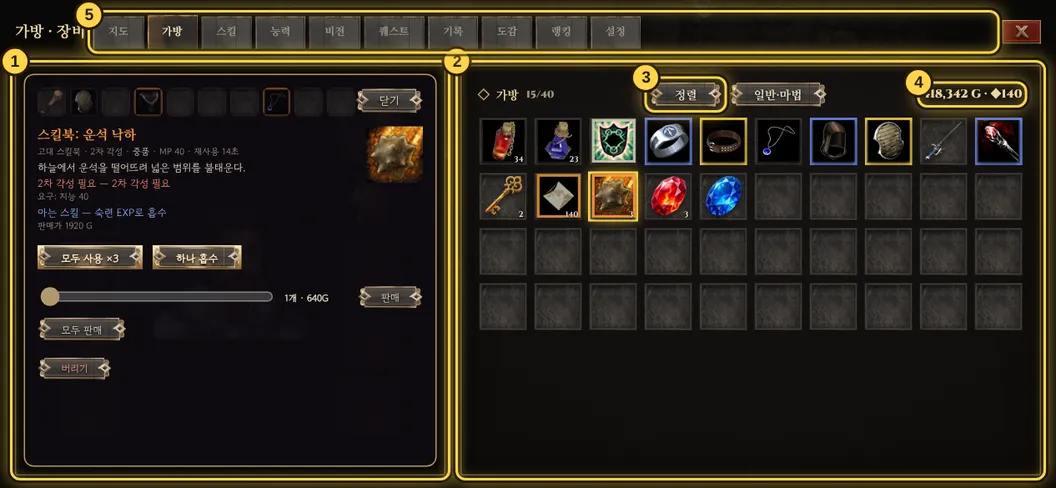 가방 · 장비
5
지도
가방
스킬
능력
비전
퀘스트
기록
도감
랭킹
설정
1
2
3
4
닫기
스킬북: 운석 낙하
고대 스킬북 · 2차 각성 · 중품 · MP 40 · 재사용 14초
하늘에서 운석을 떨어뜨려 넓은 범위를 불태운다.
2차 각성 필요 — 2차 각성 필요
요구: 지능 40
아는 스킬 — 숙련 EXP로 흡수
판매가 1920 G
모두 사용 ×3
하나 흡수
1개 · 640G
판매
모두 판매
버리기
가방 15/40
정렬
일반·마법
18,342 G · ◆140
34
23
2
140
3
3